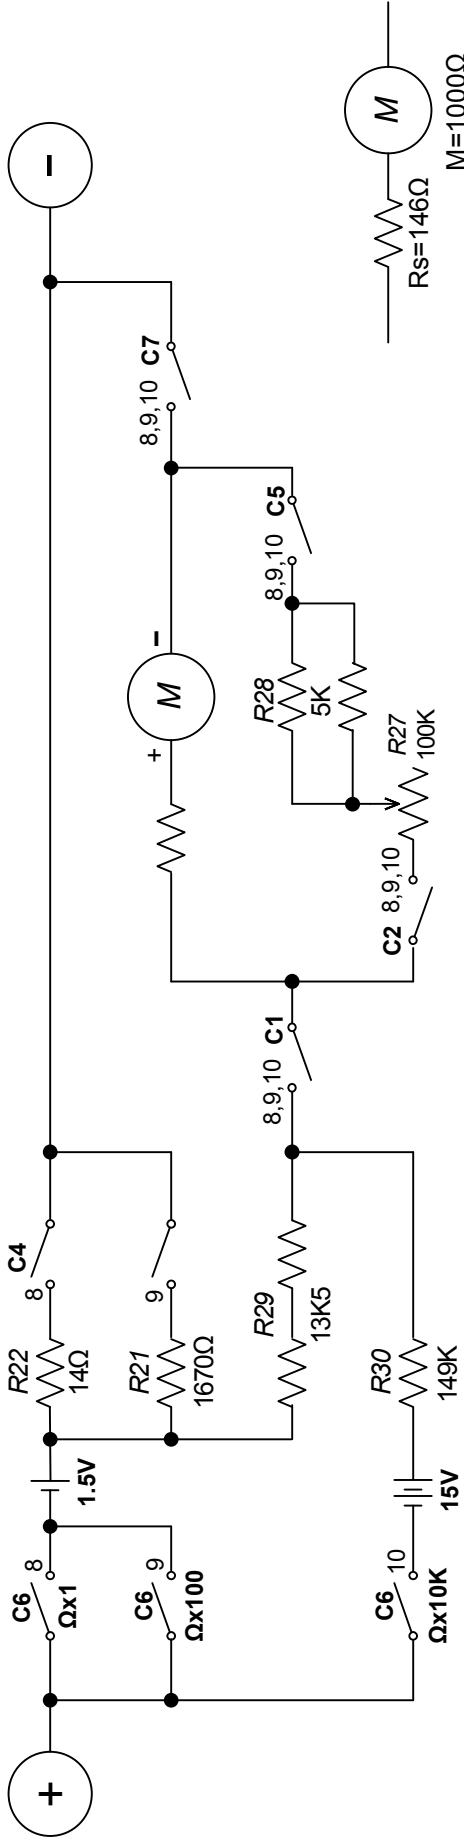 +
C6
8
Ωx1
C6
9
Ωx100
C6
10
Ωx10K
1.5V
15V
R22
14Ω
8
C4
R21
1670Ω
9
R29
13K5
R30
149K
8,9,10
C1
C2
8,9,10
R27
100K
R28
5K
8,9,10
C5
+
M
–
8,9,10
C7
–
Rs=146Ω
M
M=1000Ω